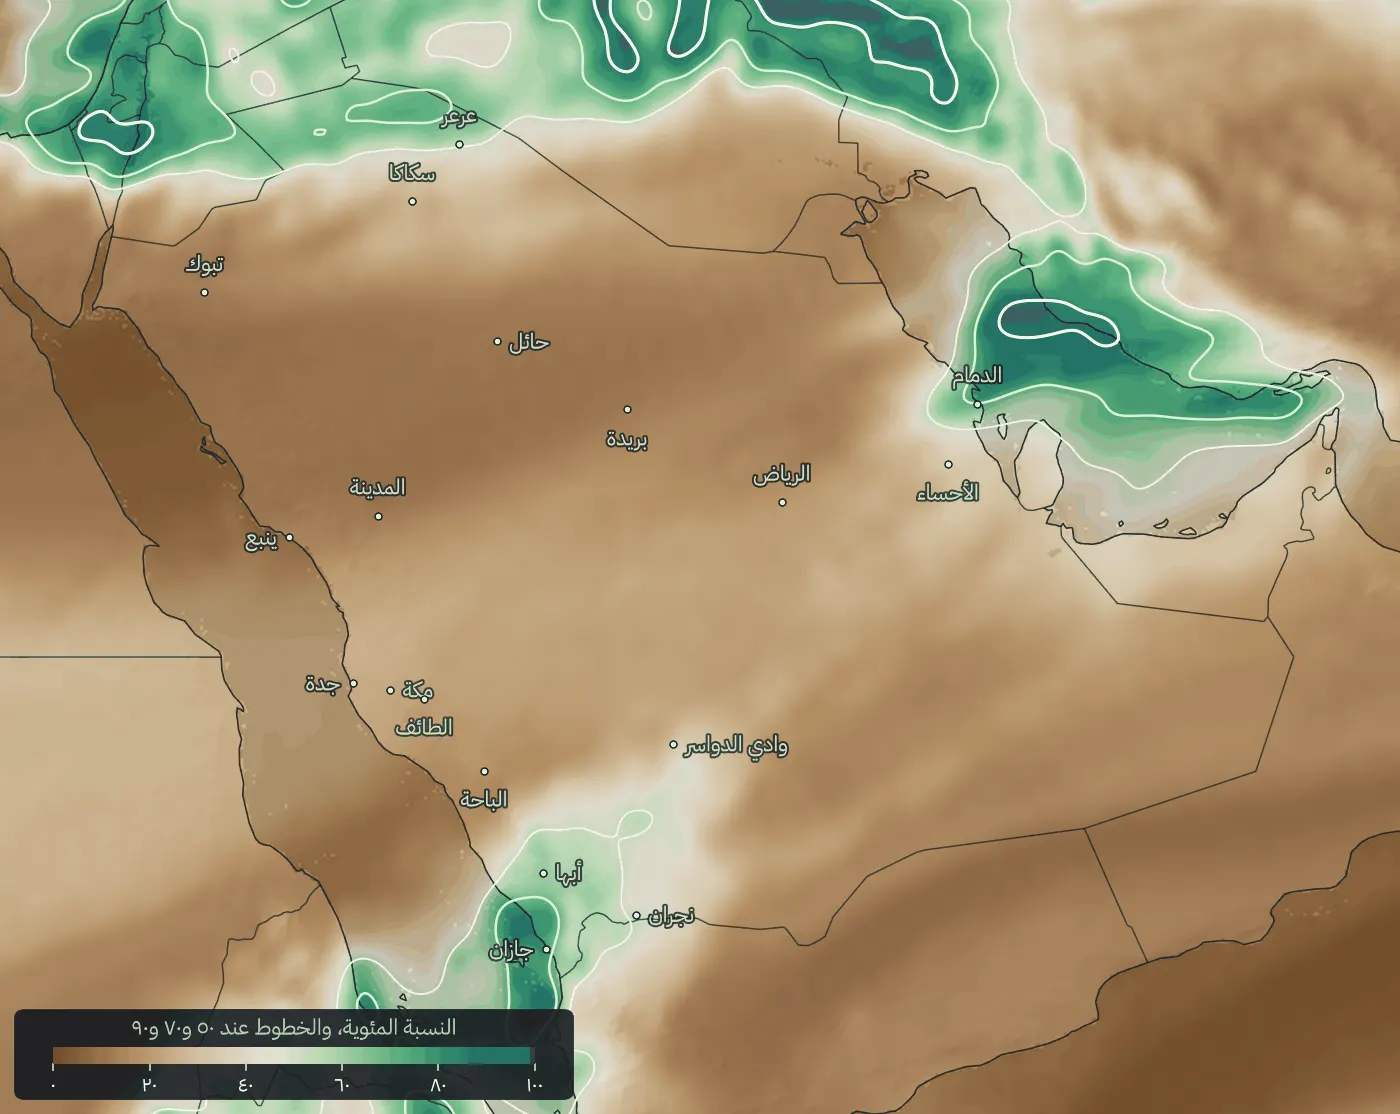 عرعر
سكاكا
تبوك
حائل
الدمام
بريدة
الرياض
المدينة
الأحساء
ينبع
جدة
مكة
الطائف
وادي الدواسر
الباحة
أبها
نجران
جازان
النسبة المئوية، والخطوط عند ٥٠ و٧٠ و٩٠
٠ ٢٠ ٤٠ ٦٠ ٨٠ ١٠٠